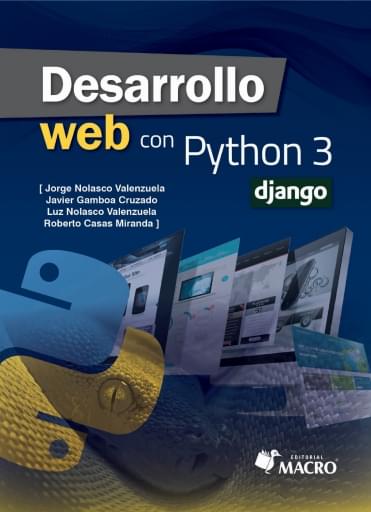 Desarrollo
web con Python 3
django
[ Jorge Nolasco Valenzuela
Javier Gamboa Cruzado
Luz Nolasco Valenzuela
Roberto Casas Miranda ]
EDITORIAL
MACRO